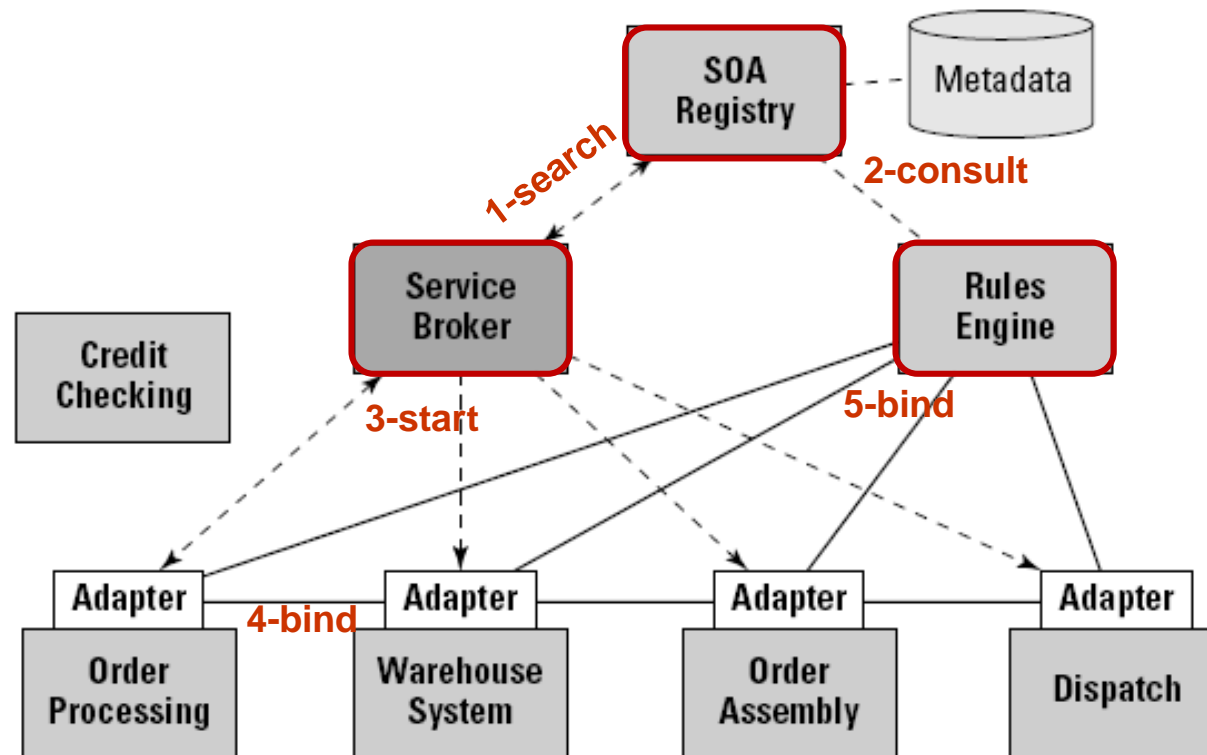 SOA
Registry
Metadata
1-search
2-consult
Service
Broker
Rules
Engine
Credit
Checking
3-start
5-bind
Adapter
Adapter
Adapter
Adapter
4-bind
Order
Processing
Warehouse
System
Order
Assembly
Dispatch